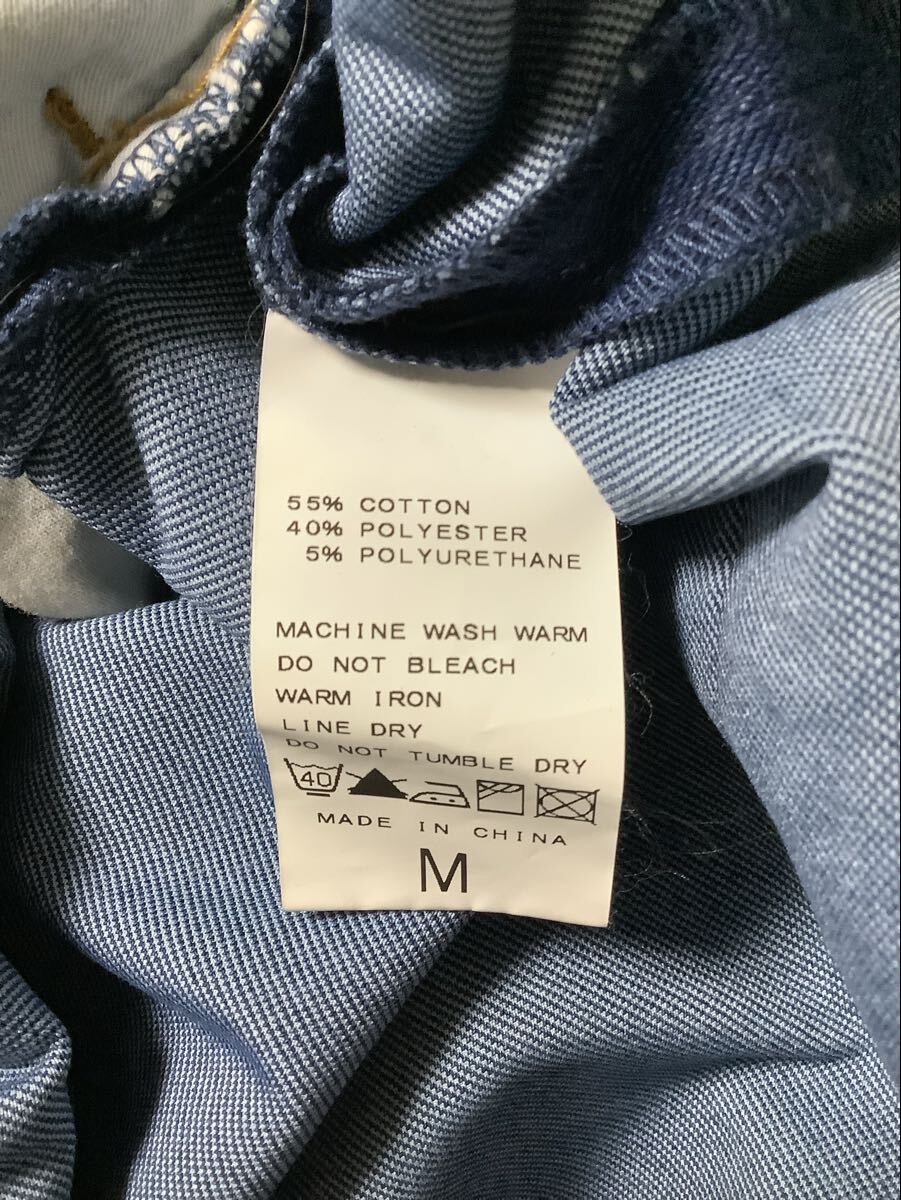 55% COTTON
40% POLYESTER
5% POLYURETHANE
MACHINE WASH WARM
DO NOT BLEACH
WARM IRON
LINE DRY
DO NOT TUMBLE DRY
40
MADE IN CHINA
M